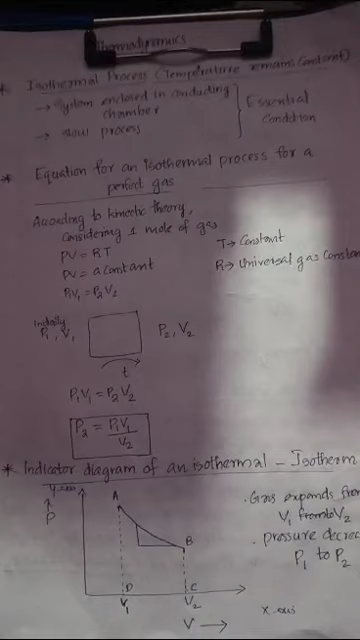 Thermodynamics
* Isothermal Process (Temperature remains constant)
→ System enclosed in conducting chamber
→ slow process
Essential Condition
* Equation for an isothermal process for a
perfect gas
According to kinetic theory,
considering 1 mole of gas
PV = RT
PV = a constant
P₁V₁ = P₂V₂
T → Constant
R → Universal gas Constan
Initially
P₁, V₁
P₂, V₂
t
P₁V₁ = P₂V₂
P₂ = P₁V₁
V₂
* Indicator diagram of an isothermal - Isotherm
y-axis
↑
P
A
B
D
C
V₁
V₂
V →
x-axis
· Gas expands from
V₁ to V₂
· Pressure decrea
P₁ to P₂